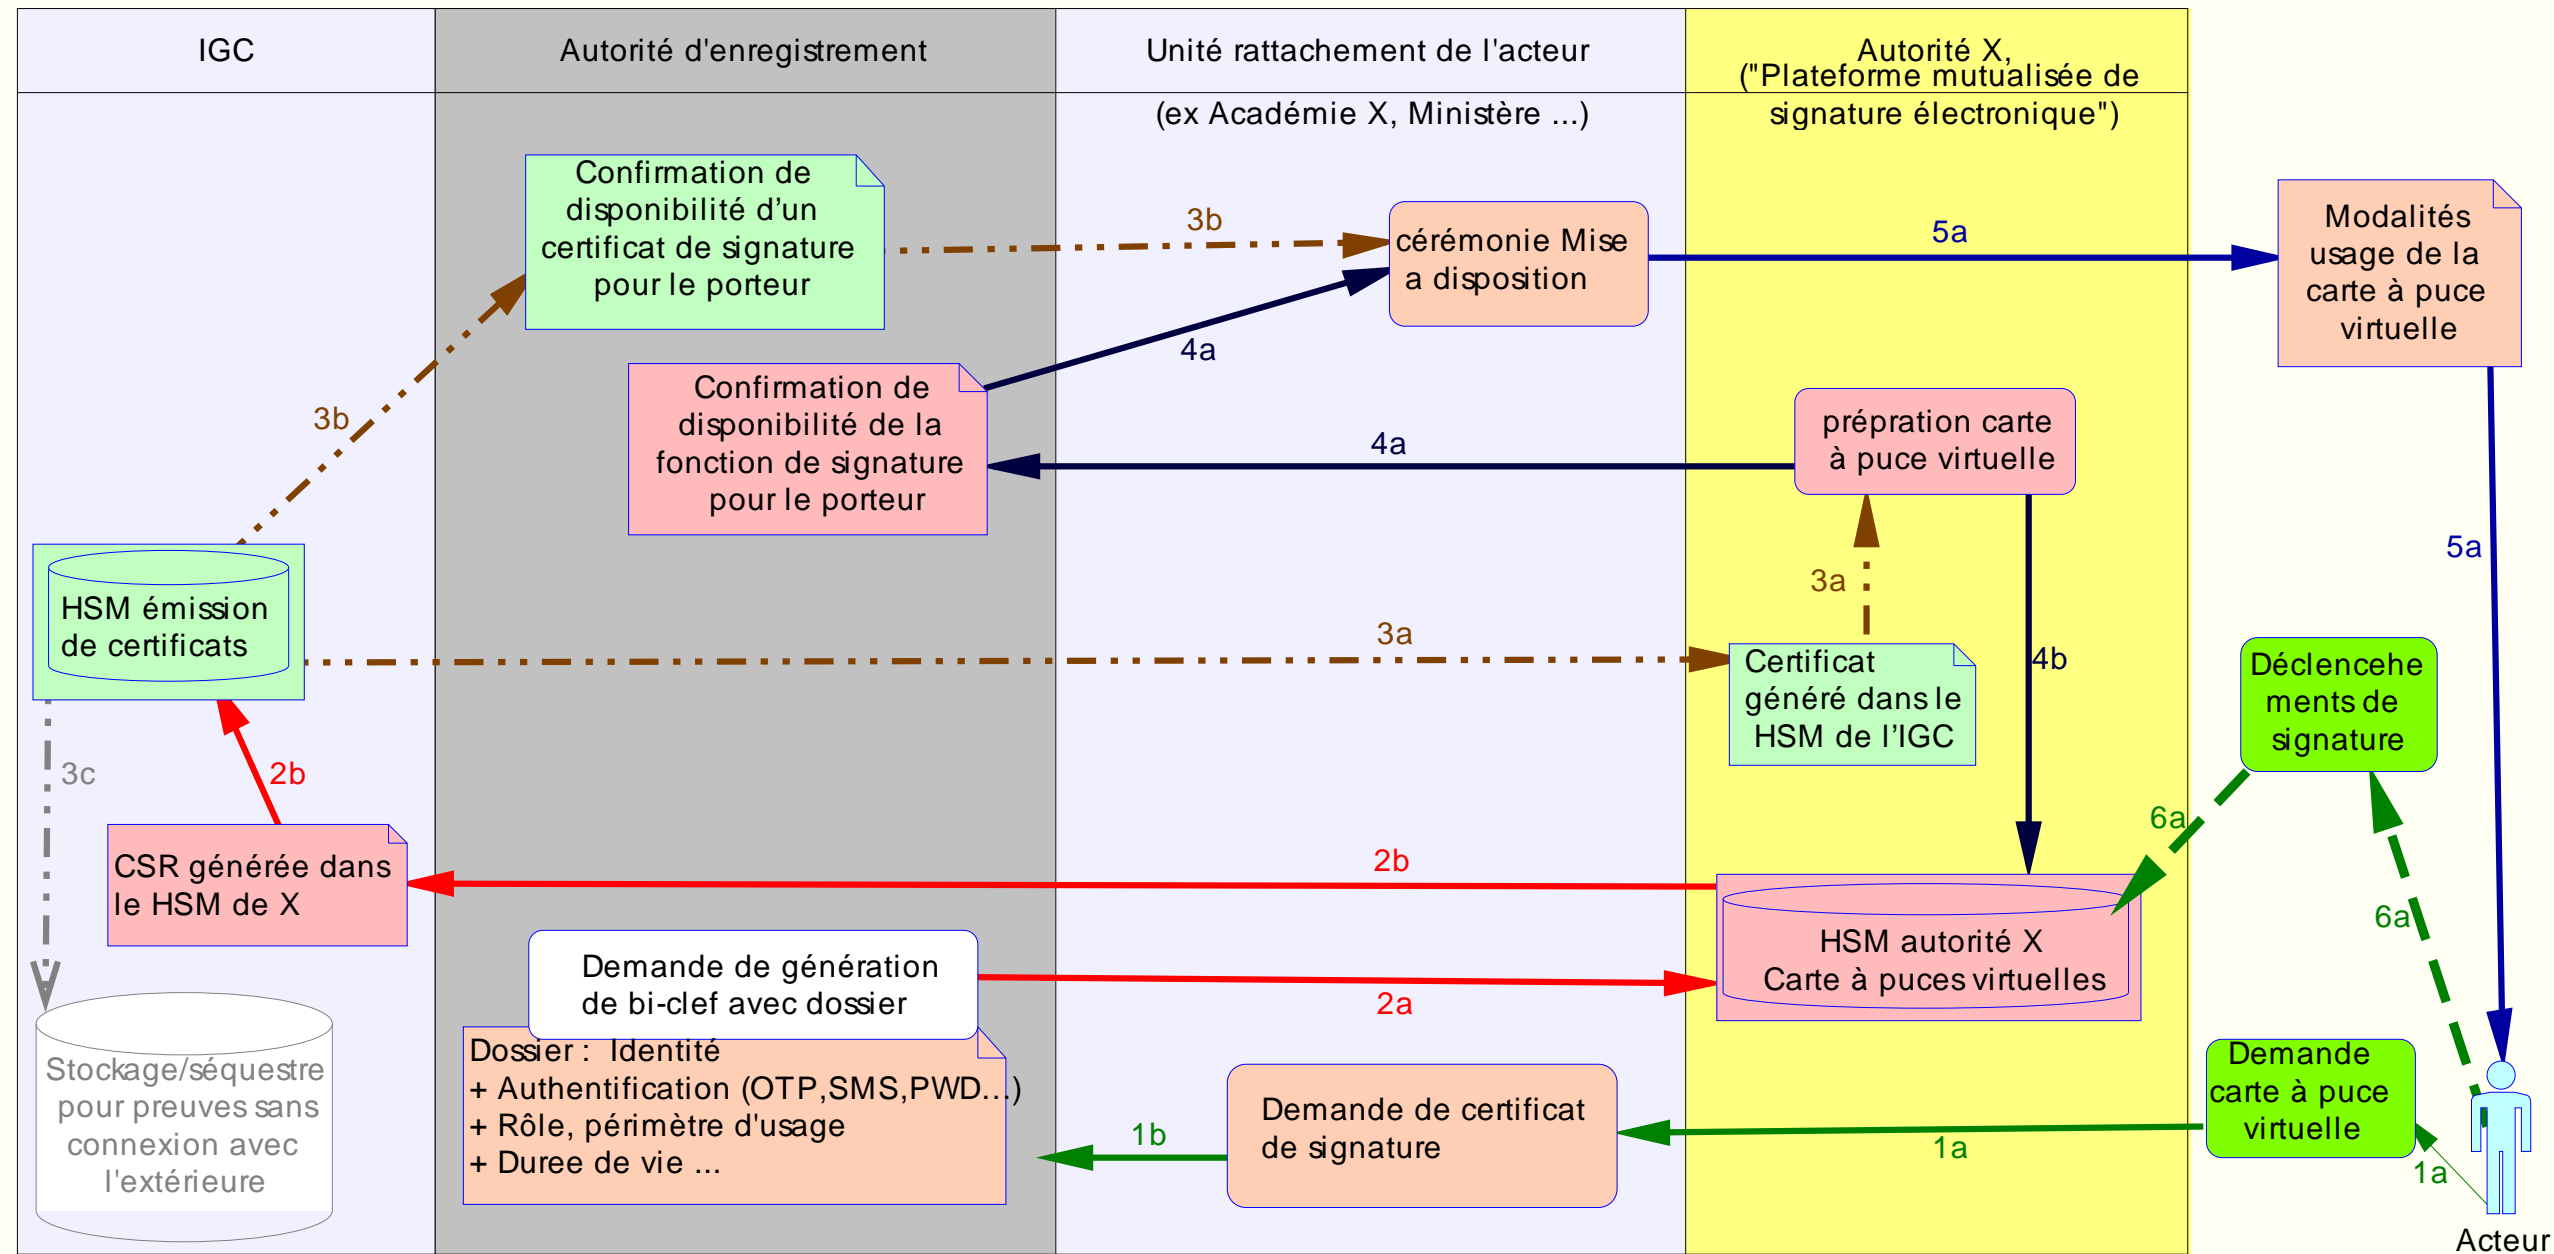 IGC
Autorité d'enregistrement
Unité rattachement de l'acteur
(ex Académie X, Ministère ...)
Autorité X,
("Plateforme mutualisée de
signature électronique")
Confirmation de
disponibilité d’un
certificat de signature
pour le porteur
3b
cérémonie Mise
a disposition
5a
Modalités
usage de la
carte à puce
virtuelle
4a
Confirmation de
disponibilité de la
fonction de signature
pour le porteur
3b
4a
prépration carte
à puce virtuelle
5a
HSM émission
de certificats
3a
3a
Certificat
généré dans le
HSM de l’IGC
4b
Déclencehe
ments de
signature
3c
2b
6a
6a
CSR générée dans
le HSM de X
2b
HSM autorité X
Carte à puces virtuelles
Demande de génération
de bi-clef avec dossier
2a
Dossier : Identité
+ Authentification (OTP,SMS,PWD...)
+ Rôle, périmètre d'usage
+ Duree de vie ...
Stockage/séquestre
pour preuves sans
connexion avec
l'extérieure
1b
Demande de certificat
de signature
1a
Demande
carte à puce
virtuelle
1a
Acteur